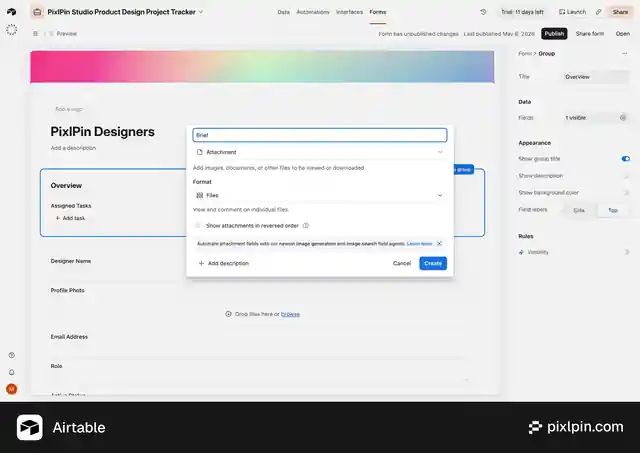 PixlPin Studio Product Design Project Tracker
Data Automations Interfaces Forms
Trial: 11 days left Launch Share
Preview
Form has unpublished changes Last published May 6, 2026 Publish Share form Open
Form > Group
Title Overview
Data
Fields 1 visible
Appearance
Show group title
Show description
Show background color
Field labels Top
Rules
Visibility
Add a logo
PixlPin Designers
Add a description
Overview
Assigned Tasks
+ Add task
group
Brief
Attachment
Add images, documents, or other files to be viewed or downloaded
Format
Files
View and comment on individual files.
Show attachments in reversed order
Automate attachment fields with our newest image generation and image search field agents. Learn more
+ Add description Cancel Create
Designer Name
Profile Photo
Drop files here or browse
Email Address
Role
Active Status
M
Airtable
pixlpin.com